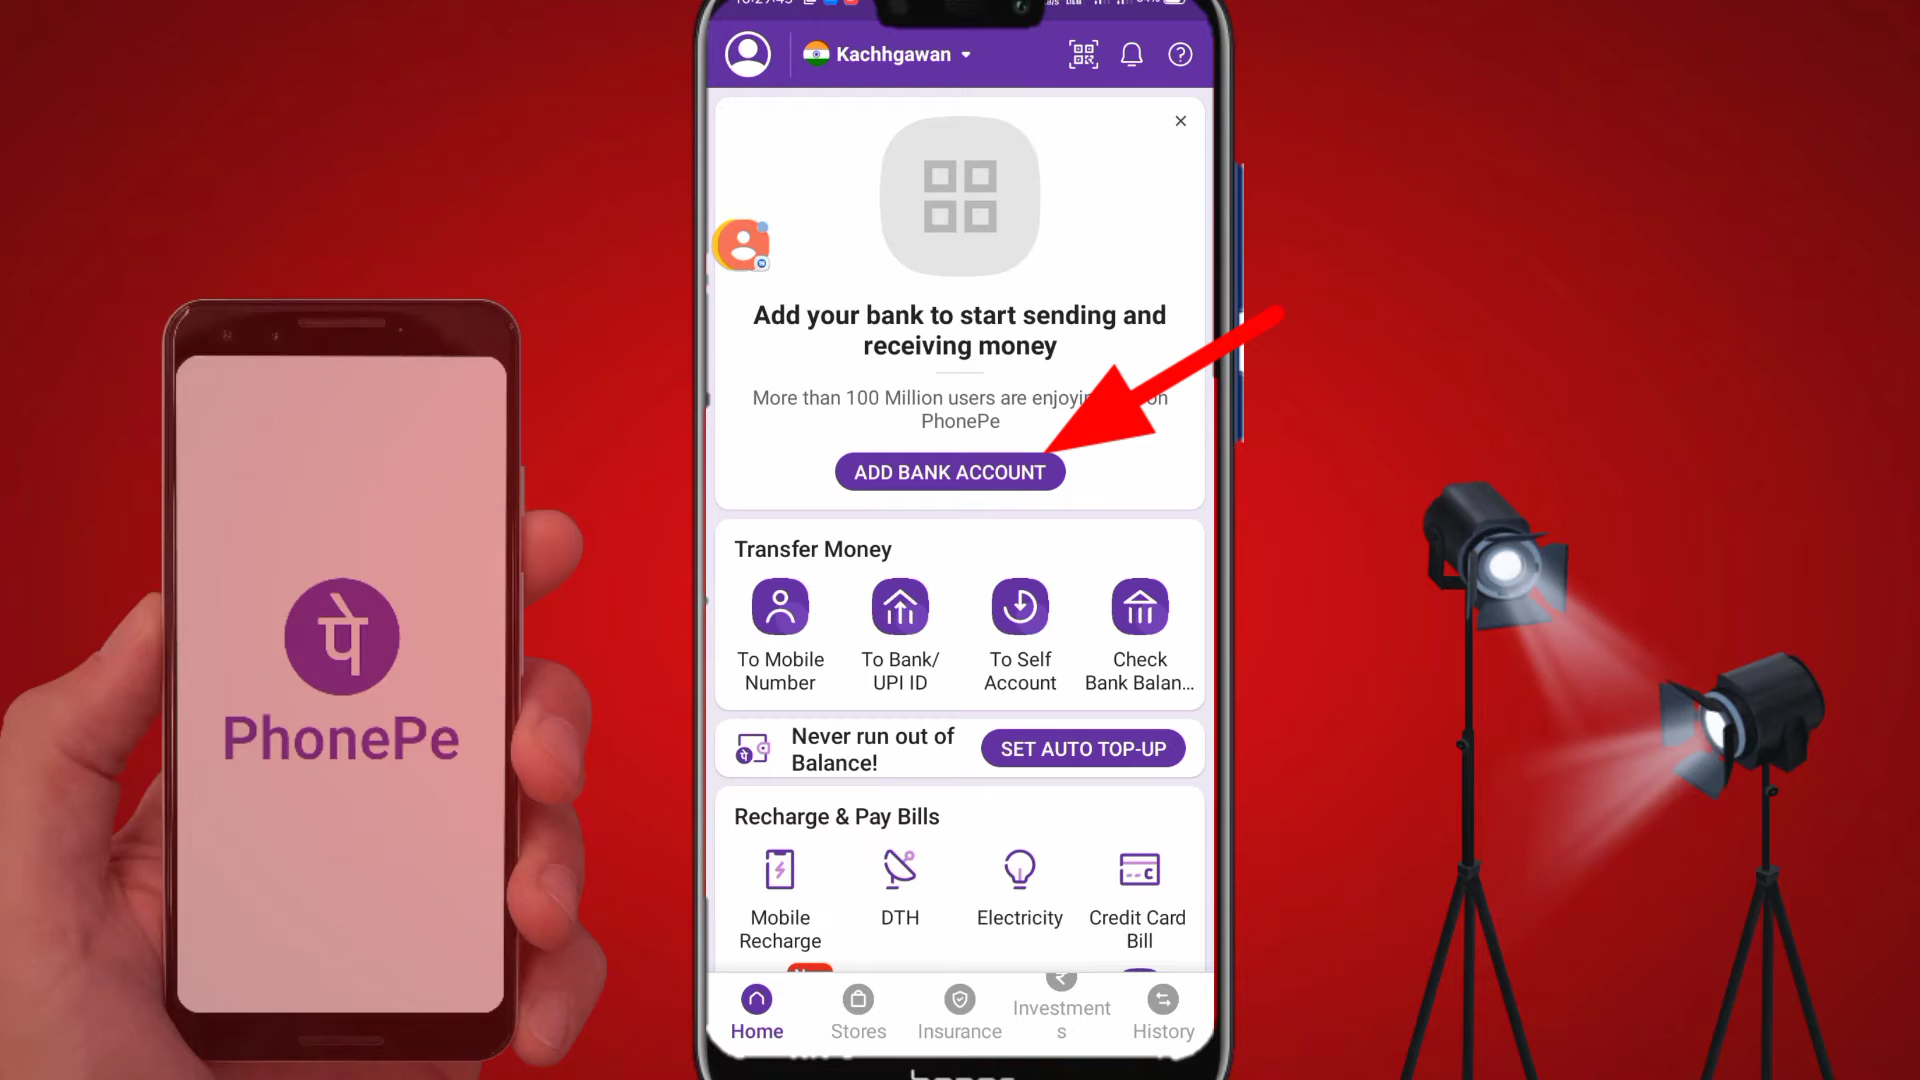 Kachhgawan
Add your bank to start sending and
receiving money
More than 100 Million users are on
PhonePe
ADD BANK ACCOUNT
Transfer Money
To Mobile
Number
To Bank/
UPI ID
To Self
Account
Check
Bank Balan...
Never run out of
Balance!
SET AUTO TOP-UP
Recharge & Pay Bills
Mobile
Recharge
DTH
Electricity
Credit Card
Bill
Home
Stores
Insurance
Investment
s
History
पे
PhonePe